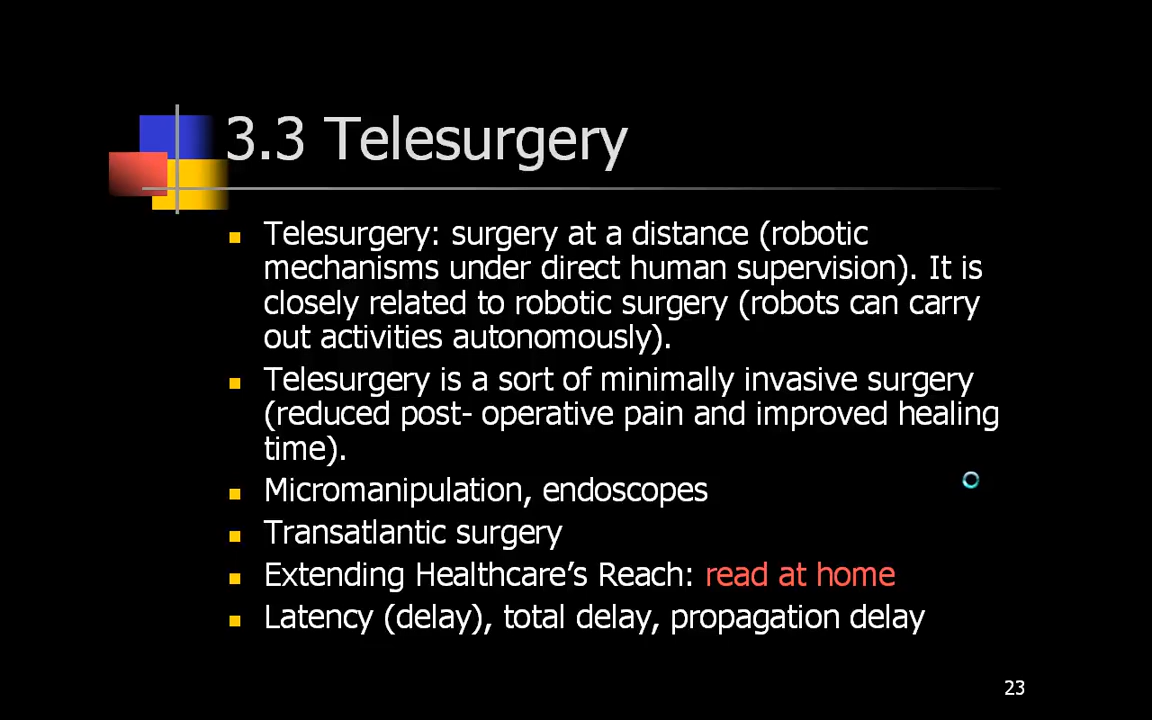 3.3 Telesurgery
Telesurgery: surgery at a distance (robotic
mechanisms under direct human supervision). It is
closely related to robotic surgery (robots can carry
out activities autonomously).
Telesurgery is a sort of minimally invasive surgery
(reduced post- operative pain and improved healing
time).
Micromanipulation, endoscopes
Transatlantic surgery
Extending Healthcare’s Reach: read at home
Latency (delay), total delay, propagation delay
23